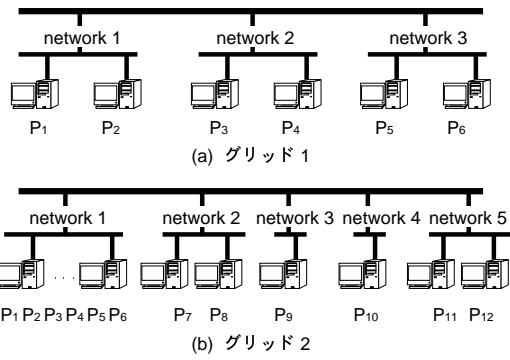 network 1 network 2 network 3
P1 P2 P3 P4 P5 P6
(a) グリッド 1
network 1 network 2 network 3 network 4 network 5
P1 P2 P3 P4 P5 P6 P7 P8 P9 P10 P11 P12
(b) グリッド 2